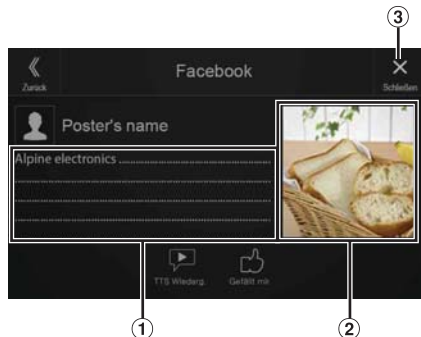 ③
Facebook
Zurück
Schließen
Poster's name
Alpine electronics
TTS Wiederg.
Gefällt mir
①
②